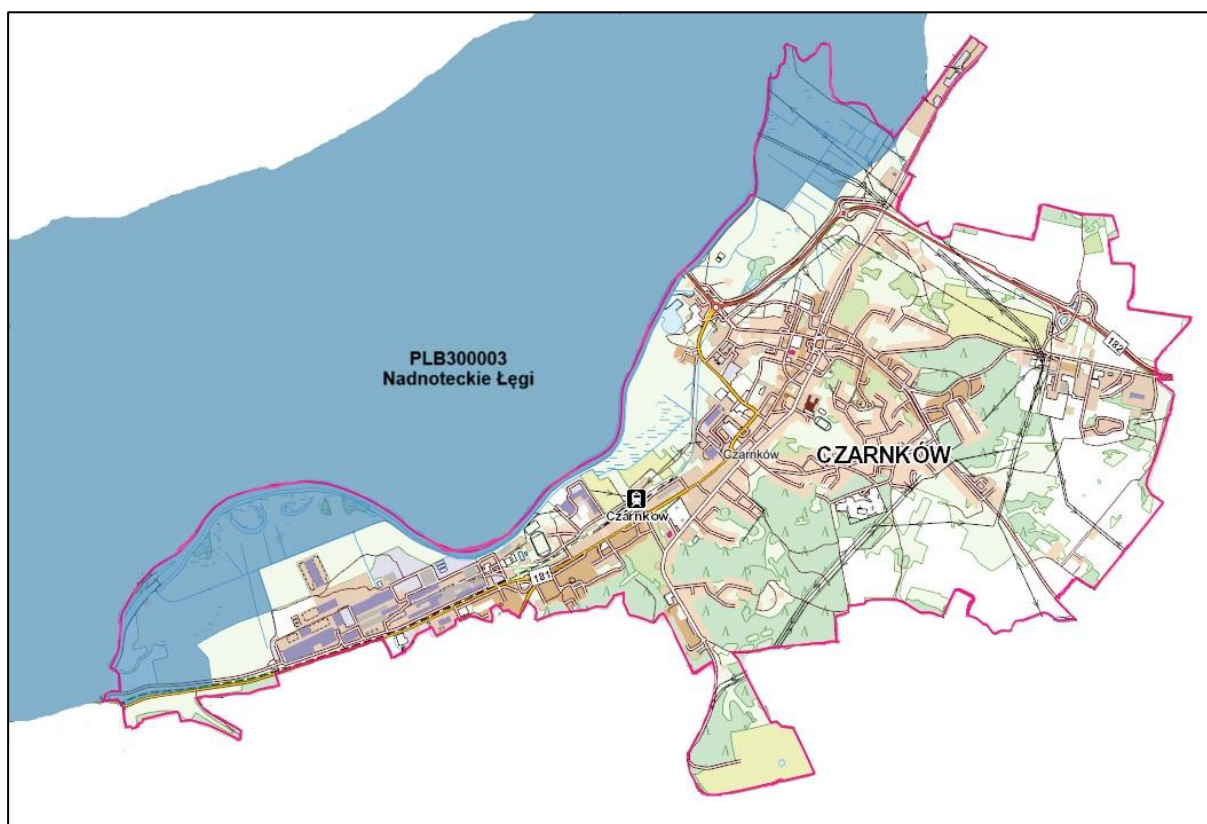 PLB300003
Nadnoteckie Łęgi
182
CZARNKÓW
Czarnków
Czarnków
181